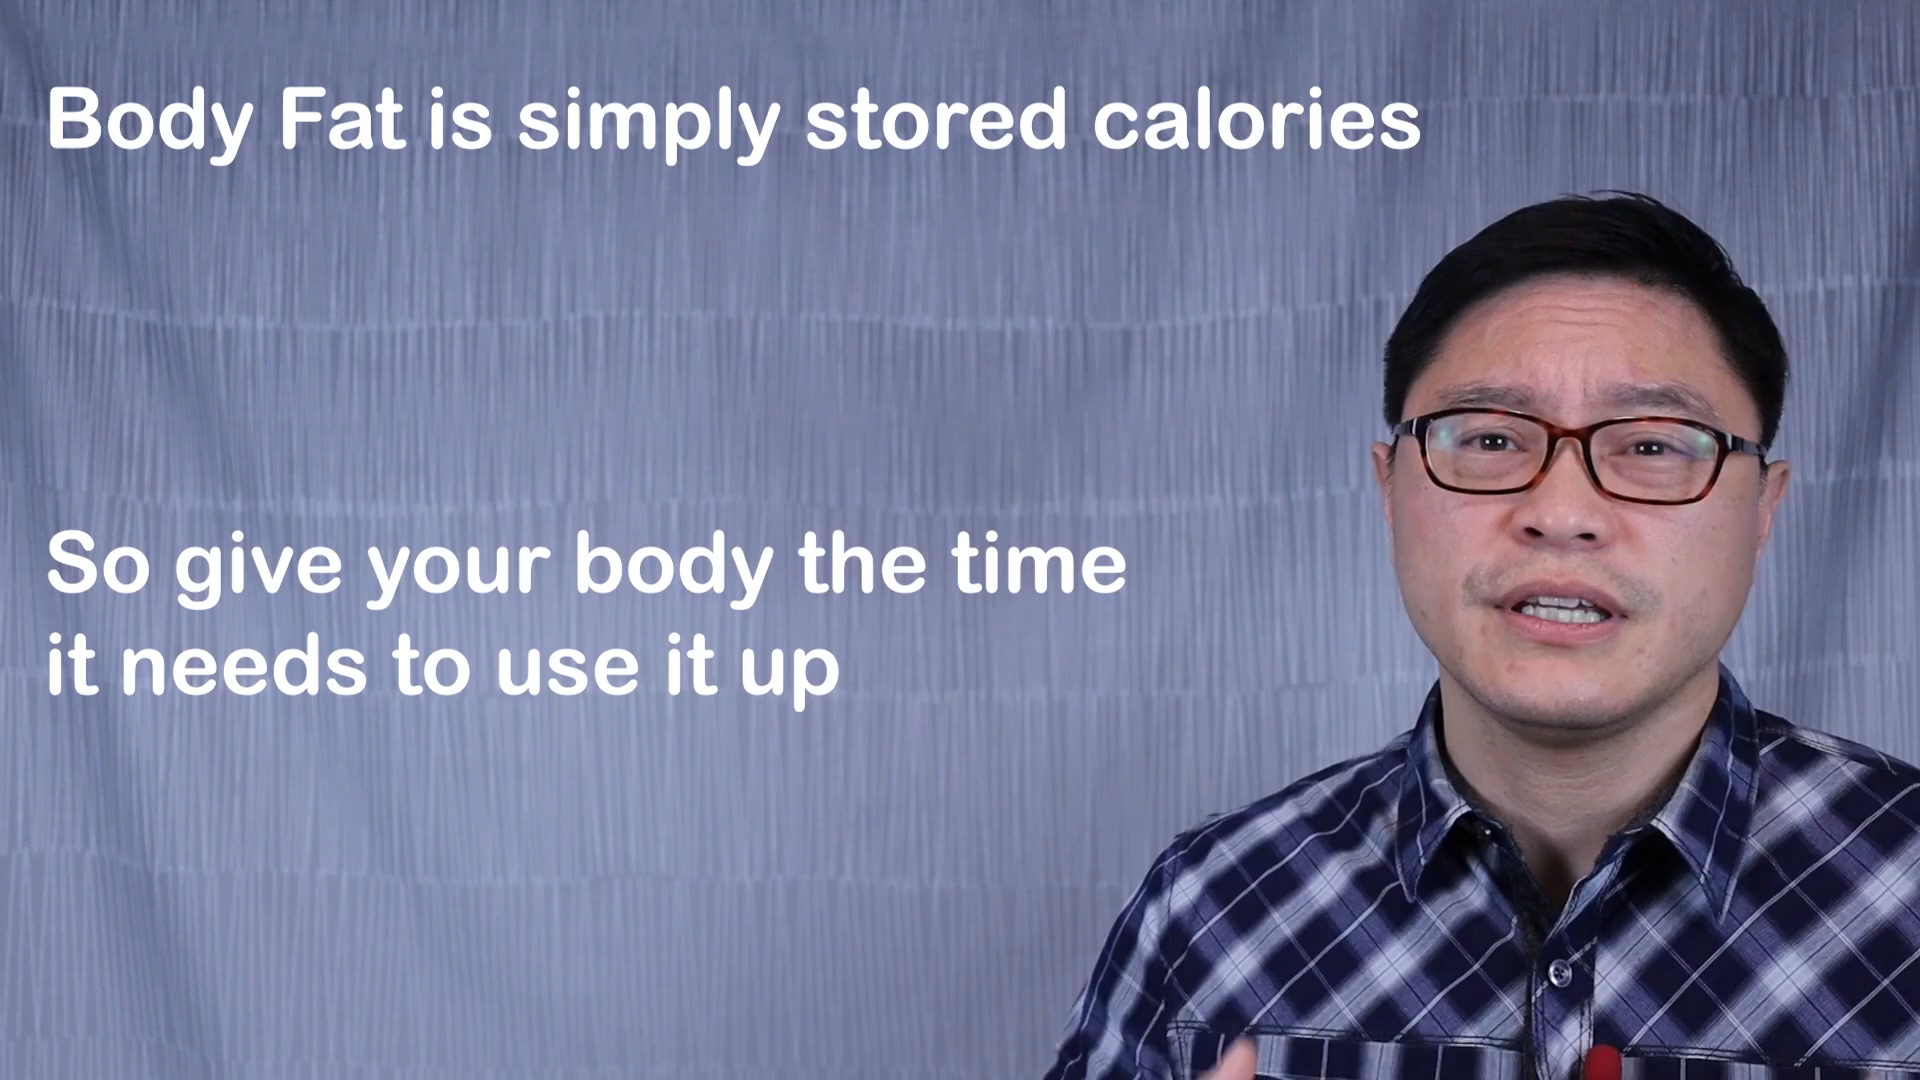 Body Fat is simply stored calories
So give your body the time
it needs to use it up